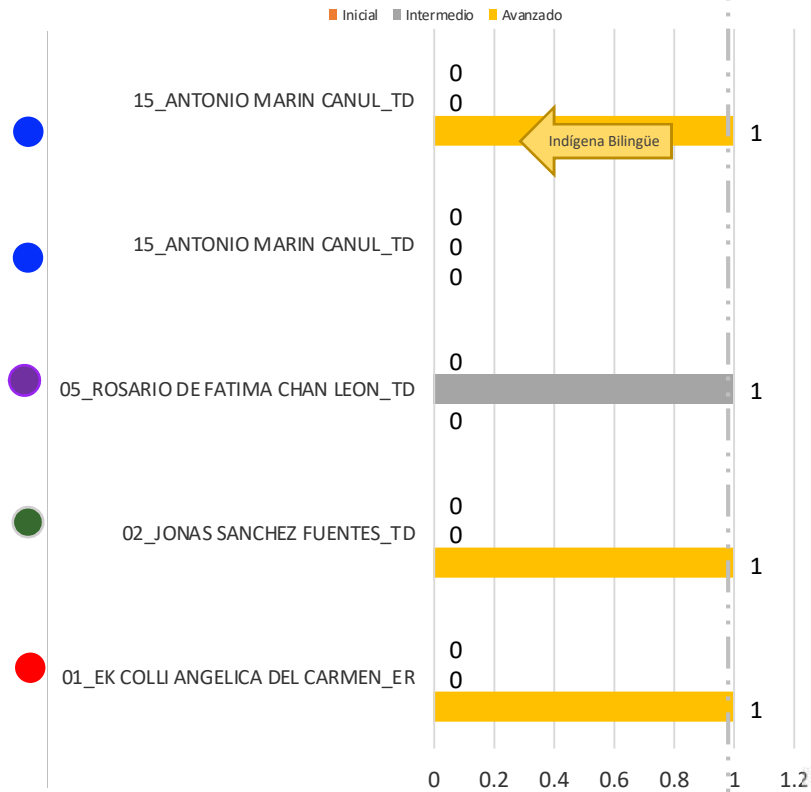 Inicial Intermedio Avanzado
0
15_ANTONIO MARIN CANUL_TD
0
1
Indígena Bilingüe
0
15_ANTONIO MARIN CANUL_TD
0
0
0
05_ROSARIO DE FATIMA CHAN LEON_TD
1
0
0
02_JONAS SANCHEZ FUENTES_TD
0
1
0
01_EK COLLI ANGELICA DEL CARMEN_ER
0
1
0 0.2 0.4 0.6 0.8 1 1.2